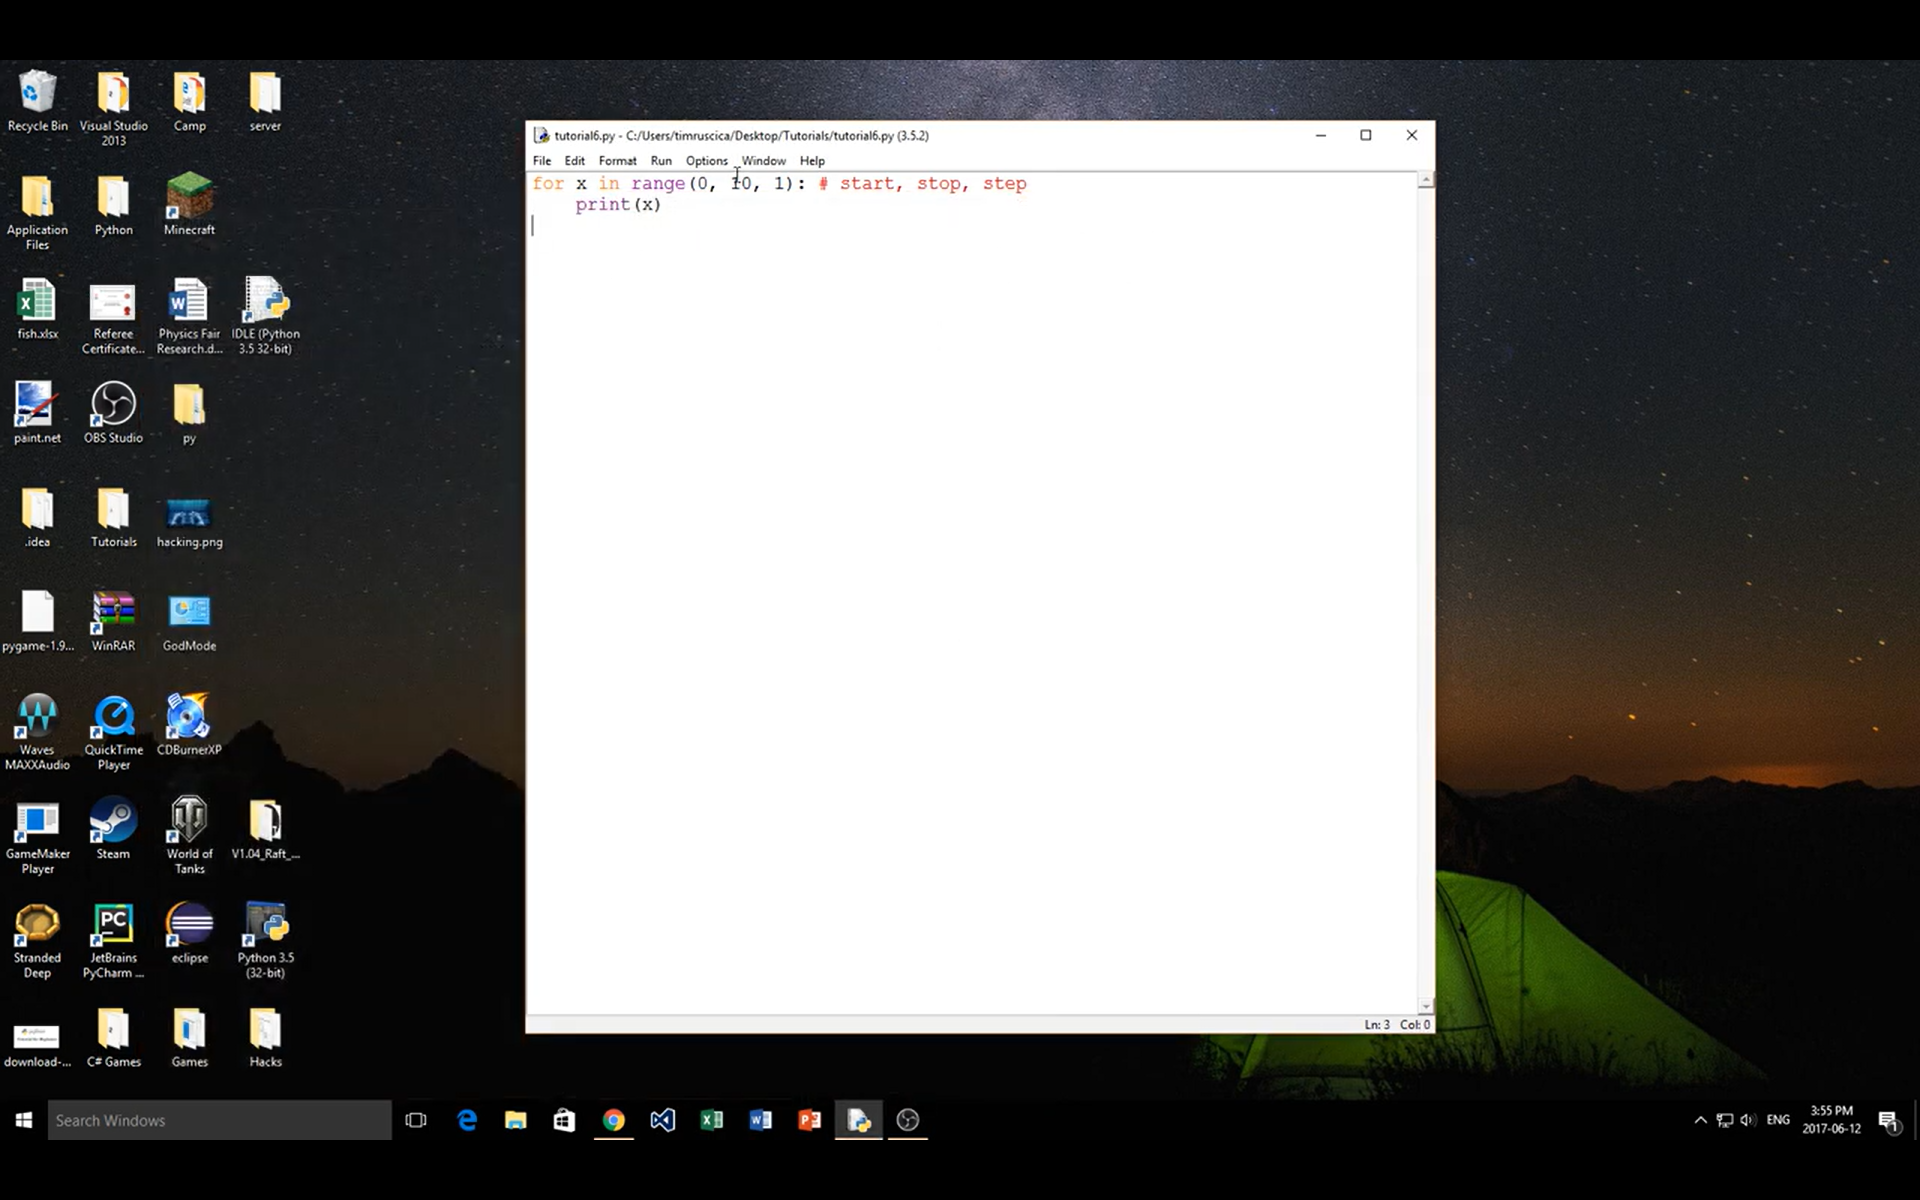 Recycle Bin
Visual Studio
2013
Camp
server
Application
Files
Python
Minecraft
fish.xlsx
Referee
Certificate...
Physics Fair
Research.d...
IDLE (Python
3.5 32-bit)
paint.net
OBS Studio
py
.idea
Tutorials
hacking.png
pygame-1.9...
WinRAR
GodMode
Waves
MAXXAudio
QuickTime
Player
CDBurnerXP
GameMaker
Player
Steam
World of
Tanks
V1.04_Raft_...
Stranded
Deep
PC
JetBrains
PyCharm ...
eclipse
Python 3.5
(32-bit)
download-...
C# Games
Games
Hacks
tutorial6.py - C:/Users/timruscica/Desktop/Tutorials/tutorial6.py (3.5.2)
File Edit Format Run Options Window Help
for x in range(0, 10, 1): # start, stop, step
    print(x)
Ln: 3 Col: 0
Search Windows
ENG
3:55 PM
2017-06-12
1